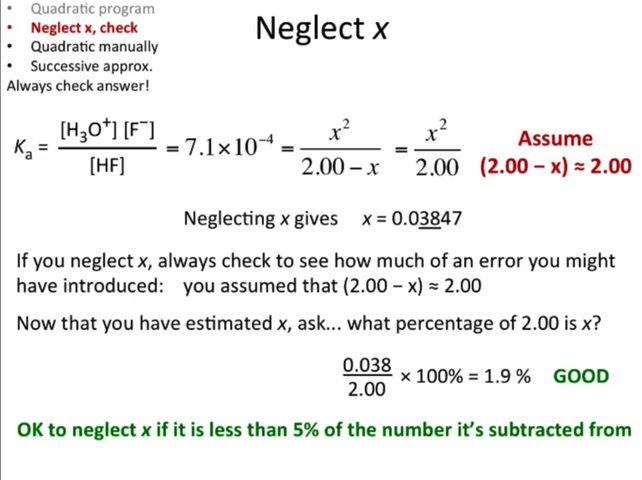 • Quadratic program
• Neglect x, check
• Quadratic manually
• Successive approx.
Always check answer!
Neglect x
Kₐ = [H₃O⁺] [F⁻] / [HF] = 7.1×10⁻⁴ = x² / 2.00 – x = x² / 2.00
Assume
(2.00 – x) ≈ 2.00
Neglecting x gives x = 0.03847
If you neglect x, always check to see how much of an error you might
have introduced: you assumed that (2.00 – x) ≈ 2.00
Now that you have estimated x, ask... what percentage of 2.00 is x?
0.038 / 2.00 × 100% = 1.9 % GOOD
OK to neglect x if it is less than 5% of the number it’s subtracted from